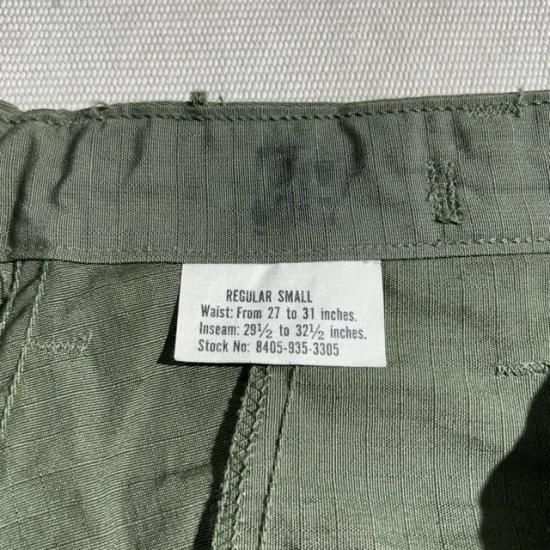 REGULAR SMALL
Waist: From 27 to 31 inches.
Inseam: 29½ to 32½ inches.
Stock No: 8405-935-3305